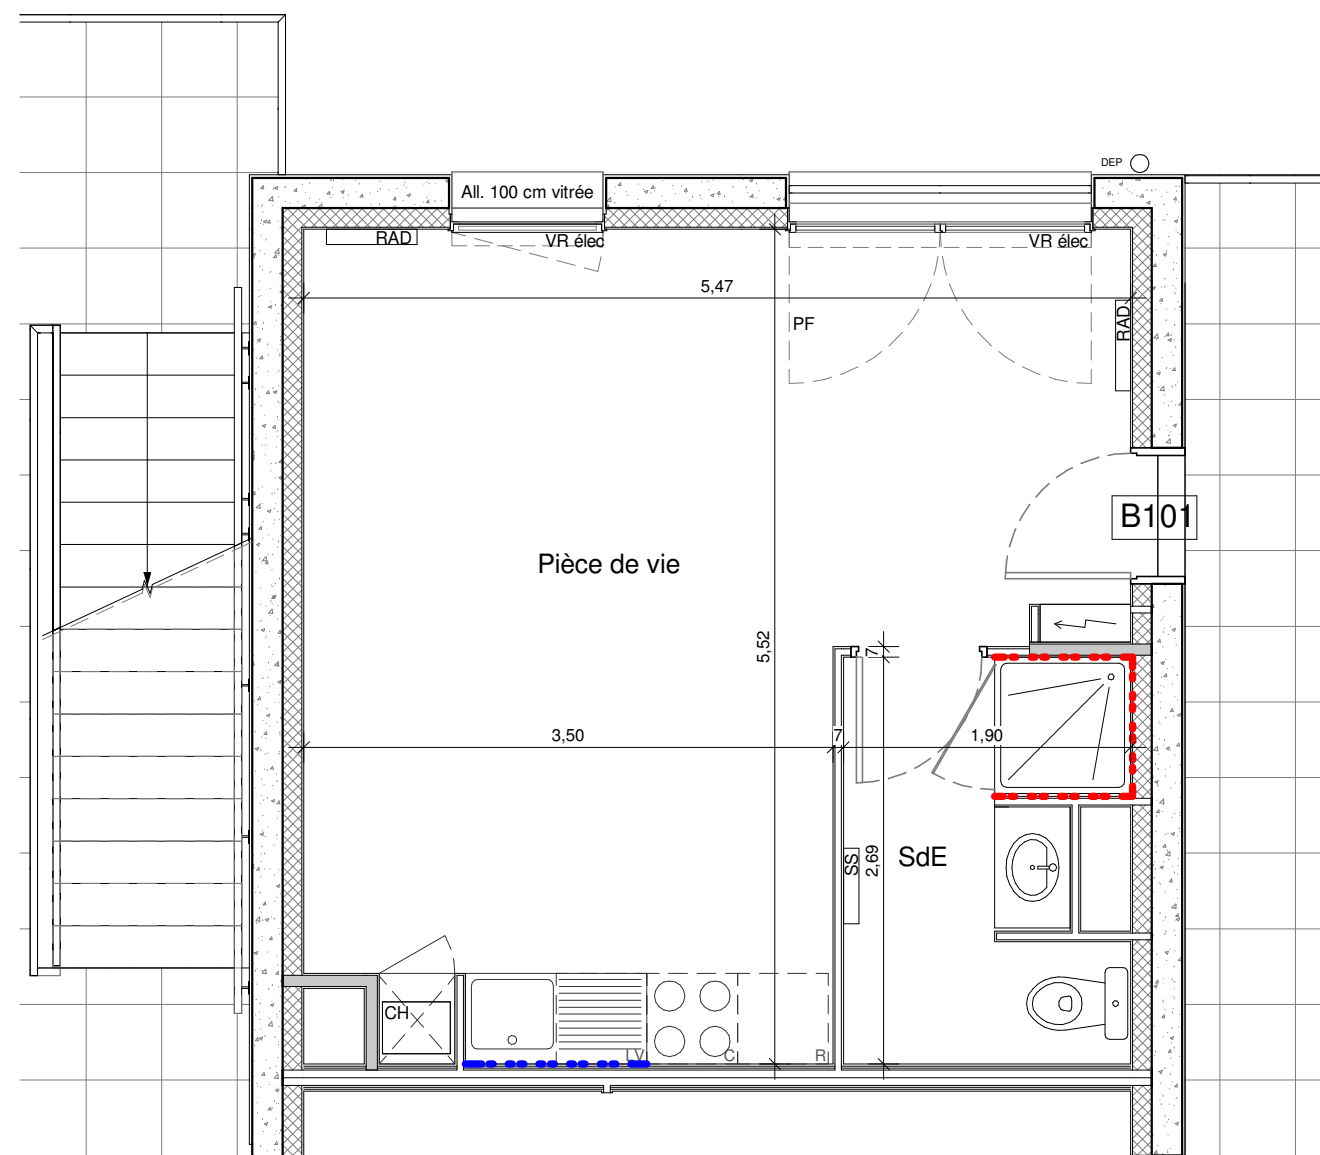 DEP
All. 100 cm vitrée
RAD
VR élec
VR élec
5,47
PF
RAD
B101
Pièce de vie
5,52
7
3,50
7
1,90
SS
2,69
SdE
CH
LV
C
R